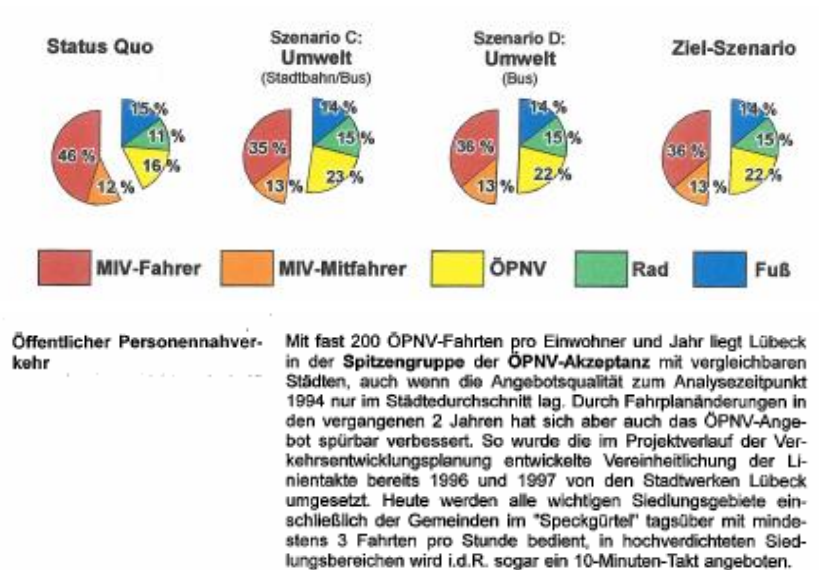 Status Quo
Szenario C:
Umwelt
(Stadtbahn/Bus)
Szenario D:
Umwelt
(Bus)
Ziel-Szenario
15 %
11 %
16 %
12 %
46 %
14 %
15 %
23 %
13 %
35 %
14 %
15 %
22 %
13 %
36 %
14 %
15 %
22 %
13 %
36 %
MIV-Fahrer
MIV-Mitfahrer
ÖPNV
Rad
Fuß
Öffentlicher Personennahver-
kehr
Mit fast 200 ÖPNV-Fahrten pro Einwohner und Jahr liegt Lübeck
in der Spitzengruppe der ÖPNV-Akzeptanz mit vergleichbaren
Städten, auch wenn die Angebotsqualität zum Analysezeitpunkt
1994 nur im Städtedurchschnitt lag. Durch Fahrplanänderungen in
den vergangenen 2 Jahren hat sich aber auch das ÖPNV-Ange-
bot spürbar verbessert. So wurde die im Projektverlauf der Ver-
kehrsentwicklungsplanung entwickelte Vereinheitlichung der Li-
nientakte bereits 1996 und 1997 von den Stadtwerken Lübeck
umgesetzt. Heute werden alle wichtigen Siedlungsgebiete ein-
schließlich der Gemeinden im "Speckgürtel" tagsüber mit minde-
stens 3 Fahrten pro Stunde bedient, in hochverdichteten Sied-
lungsbereichen wird i.d.R. sogar ein 10-Minuten-Takt angeboten.